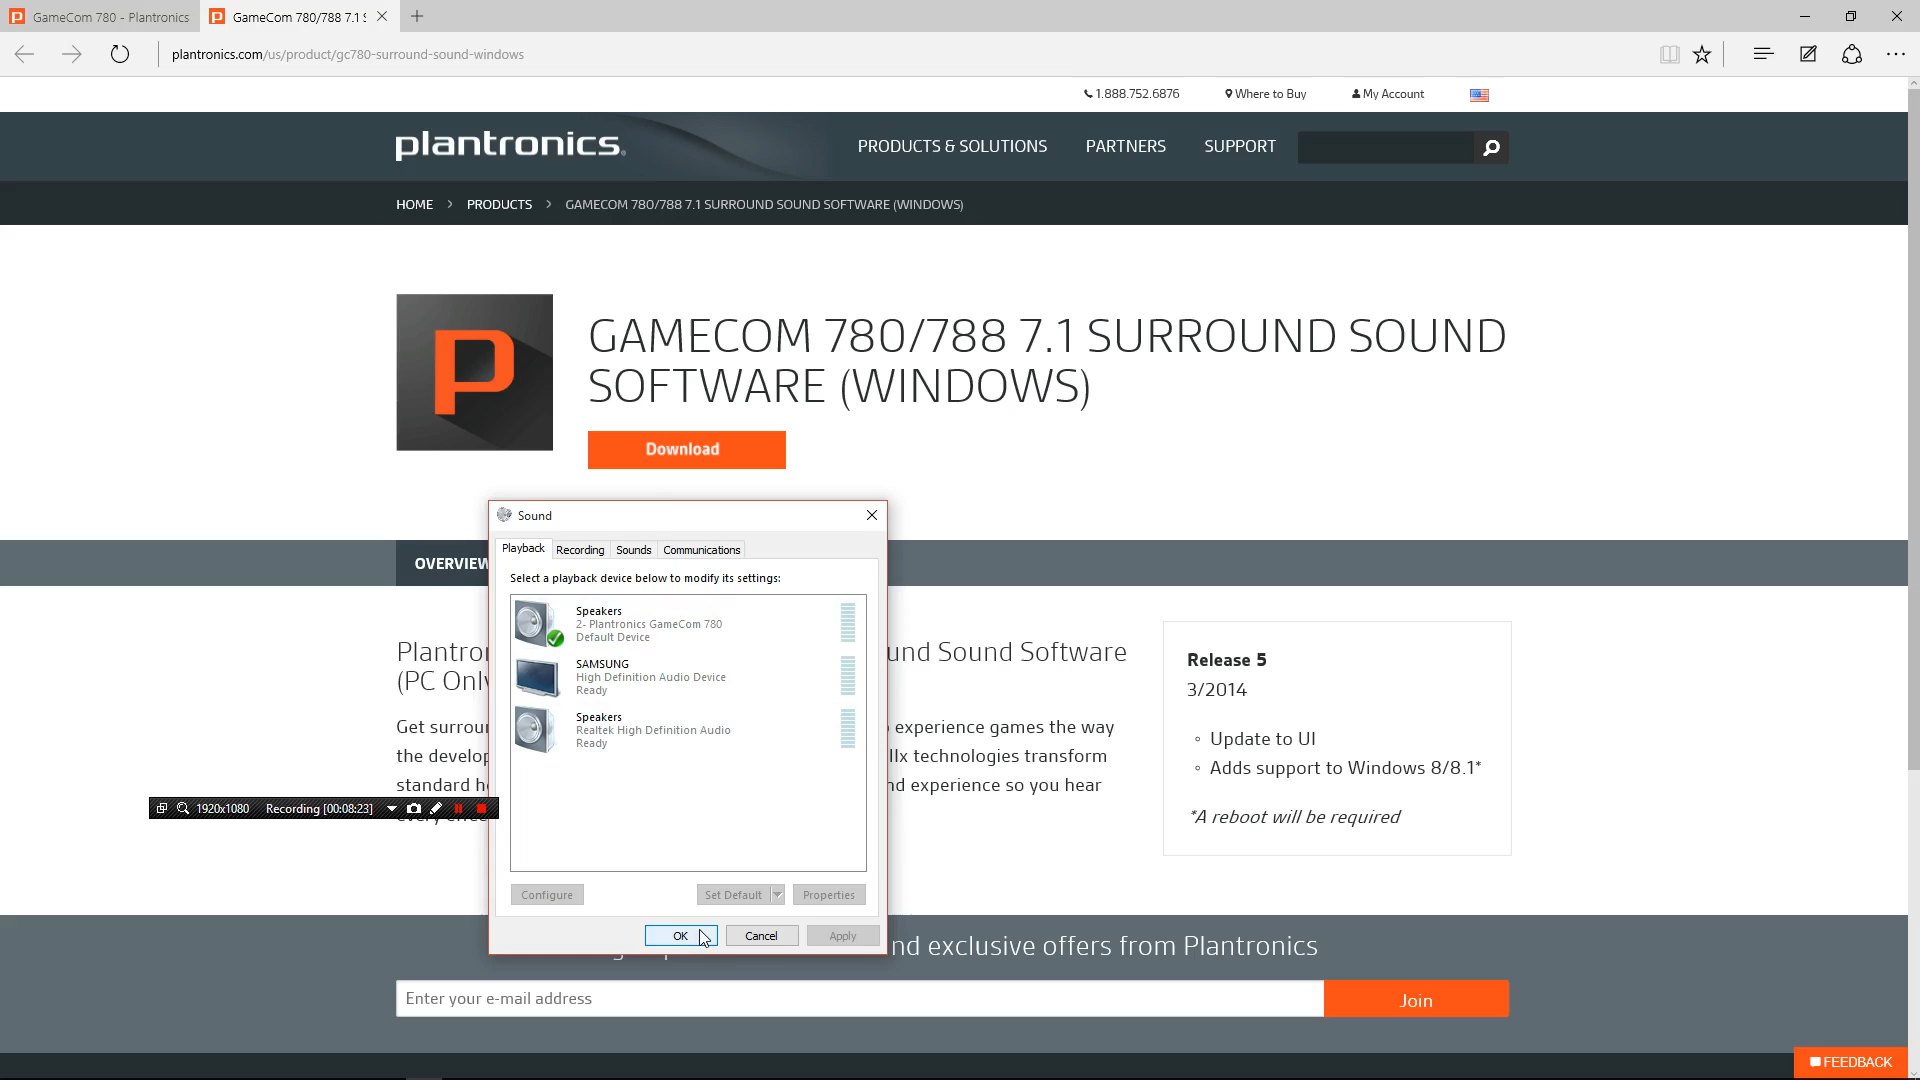 GameCom 780 - Plantronics
GameCom 780/788 7.1 S
plantronics.com/us/product/gc780-surround-sound-windows
1.888.752.6876
Where to Buy
My Account
plantronics.
PRODUCTS & SOLUTIONS
PARTNERS
SUPPORT
HOME > PRODUCTS > GAMECOM 780/788 7.1 SURROUND SOUND SOFTWARE (WINDOWS)
GAMECOM 780/788 7.1 SURROUND SOUND
SOFTWARE (WINDOWS)
Download
OVERVIEW
Sound
Playback
Recording
Sounds
Communications
Select a playback device below to modify its settings:
Speakers
2- Plantronics GameCom 780
Default Device
SAMSUNG
High Definition Audio Device
Ready
Speakers
Realtek High Definition Audio
Ready
Configure
Set Default
Properties
OK
Cancel
Apply
Plantro
und Sound Software
(PC Only
Get surrou
experience games the way
the develop
llx technologies transform
standard h
nd experience so you hear
1920x1080
Recording [00:08:23]
Release 5
3/2014
◦ Update to UI
◦ Adds support to Windows 8/8.1*
*A reboot will be required
nd exclusive offers from Plantronics
Enter your e-mail address
Join
FEEDBACK